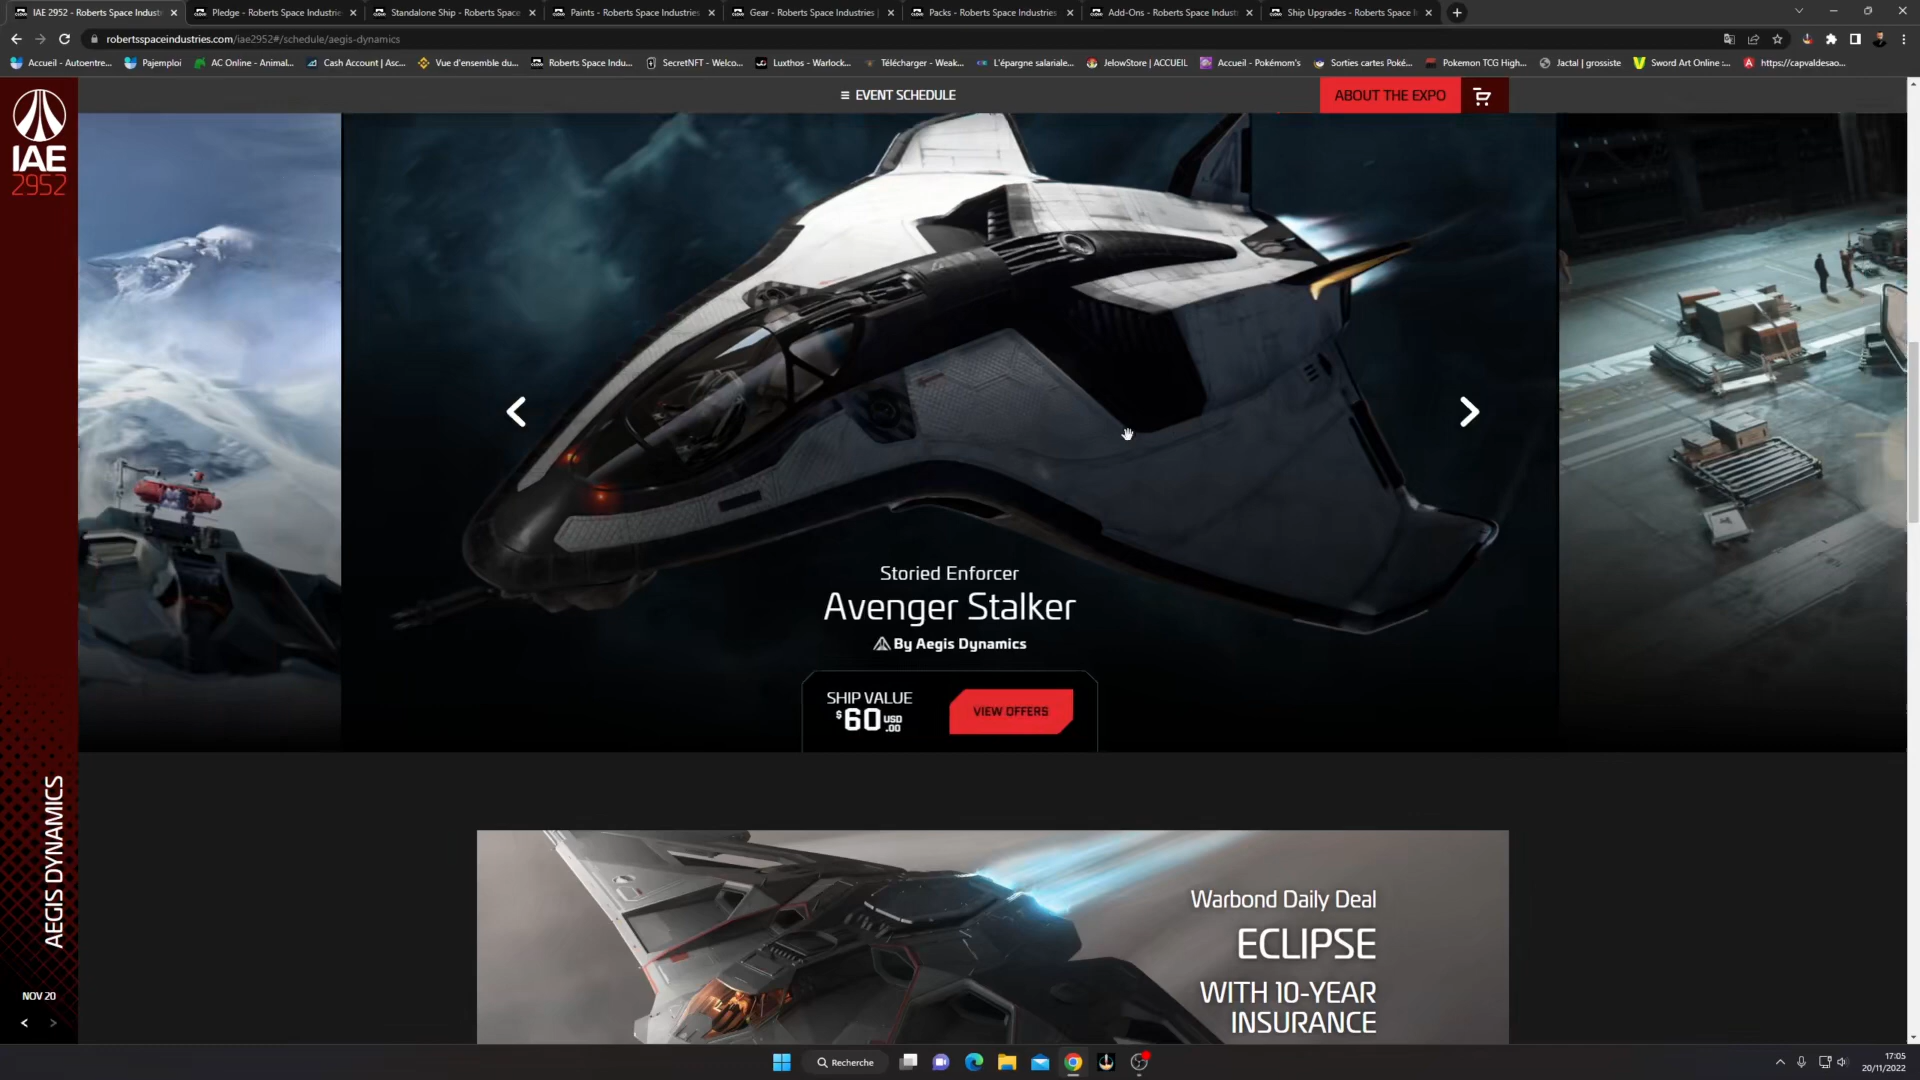 IAE 2952 - Roberts Space Industr
Pledge - Roberts Space Industrie
Standalone Ship - Roberts Space
Paints - Roberts Space Industries
Gear - Roberts Space Industries |
Packs - Roberts Space Industries
Add-Ons - Roberts Space Industr
Ship Upgrades - Roberts Space I
robertsspaceindustries.com/iae2952#/schedule/aegis-dynamics
Accueil - Autoentre...
Pajemploi
AC Online - Animal...
Cash Account | Asc...
Vue d'ensemble du...
Roberts Space Indu...
SecretNFT - Welco...
Luxthos - Warlock...
Télécharger - Weak...
L'épargne salariale...
JelowStore | ACCUEIL
Accueil - Pokémom's
Sorties cartes Poké...
Pokemon TCG High...
Jactal | grossiste
Sword Art Online :...
https://capvaldesao...
IAE
2952
EVENT SCHEDULE
ABOUT THE EXPO
Storied Enforcer
Avenger Stalker
By Aegis Dynamics
SHIP VALUE
$60 USD .00
VIEW OFFERS
AEGIS DYNAMICS
NOV 20
Warbond Daily Deal
ECLIPSE
WITH 10-YEAR
INSURANCE
Recherche
17:05
20/11/2022